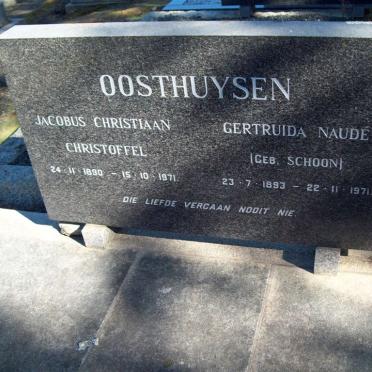 OOSTHUYSEN
JACOBUS CHRISTIAAN
CHRISTOFFEL
24-11-1890 - 15-10-1971
GERTRUIDA NAUDÉ
(GEB. SCHOON)
23-7-1893 - 22-11-1971
DIE LIEFDE VERGAAN NOOIT NIE